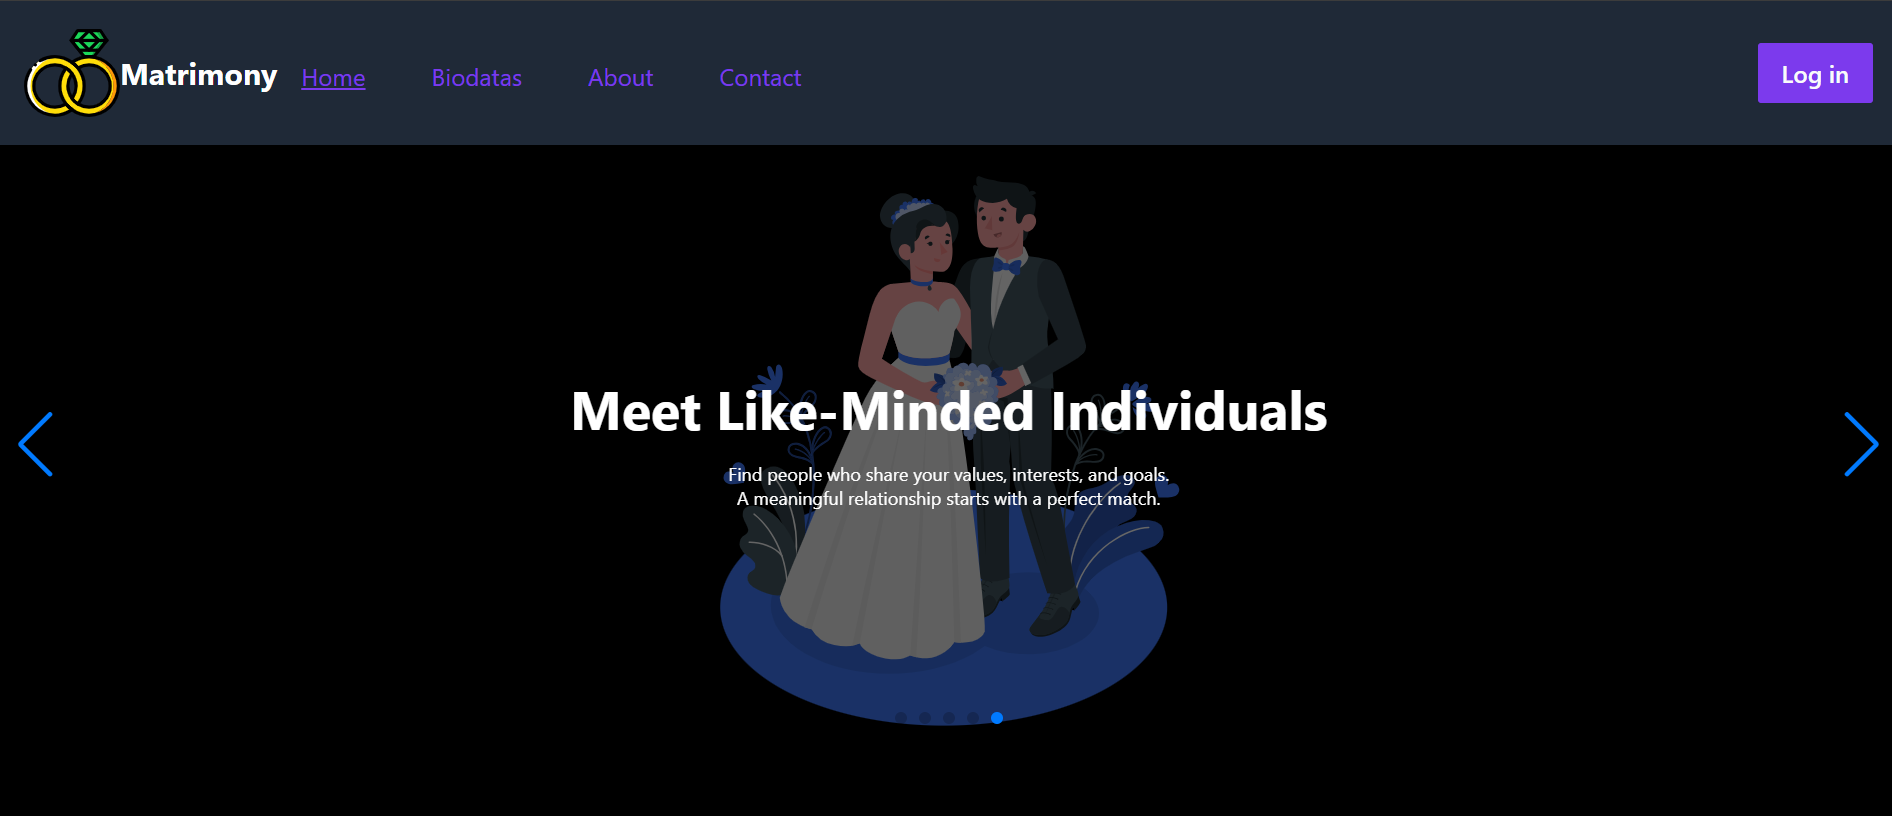 Matrimony Home Biodatas About Contact Log in
Meet Like-Minded Individuals
Find people who share your values, interests, and goals.
A meaningful relationship starts with a perfect match.